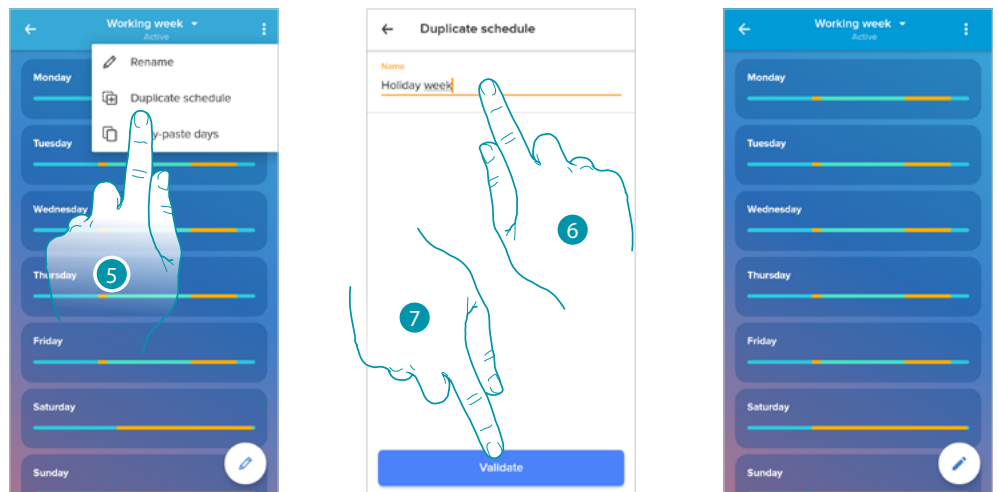 Working week
Active
Rename
Duplicate schedule
y-paste days
Monday
Tuesday
Wednesday
Thursday
Friday
Saturday
Sunday
5
Duplicate schedule
Name
Holiday week
6
7
Validate
Working week
Active
Monday
Tuesday
Wednesday
Thursday
Friday
Saturday
Sunday